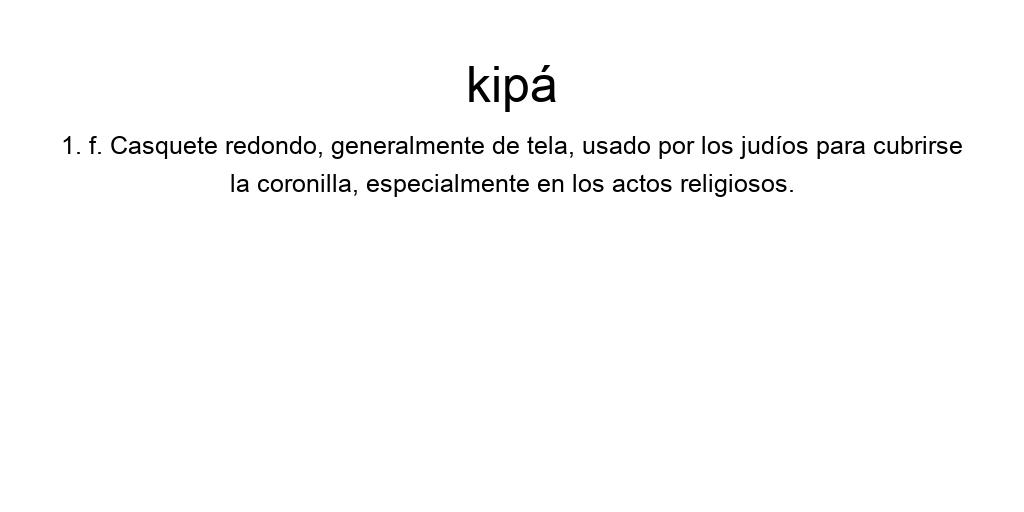 kipá
1. f. Casquete redondo, generalmente de tela, usado por los judíos para cubrirse
la coronilla, especialmente en los actos religiosos.